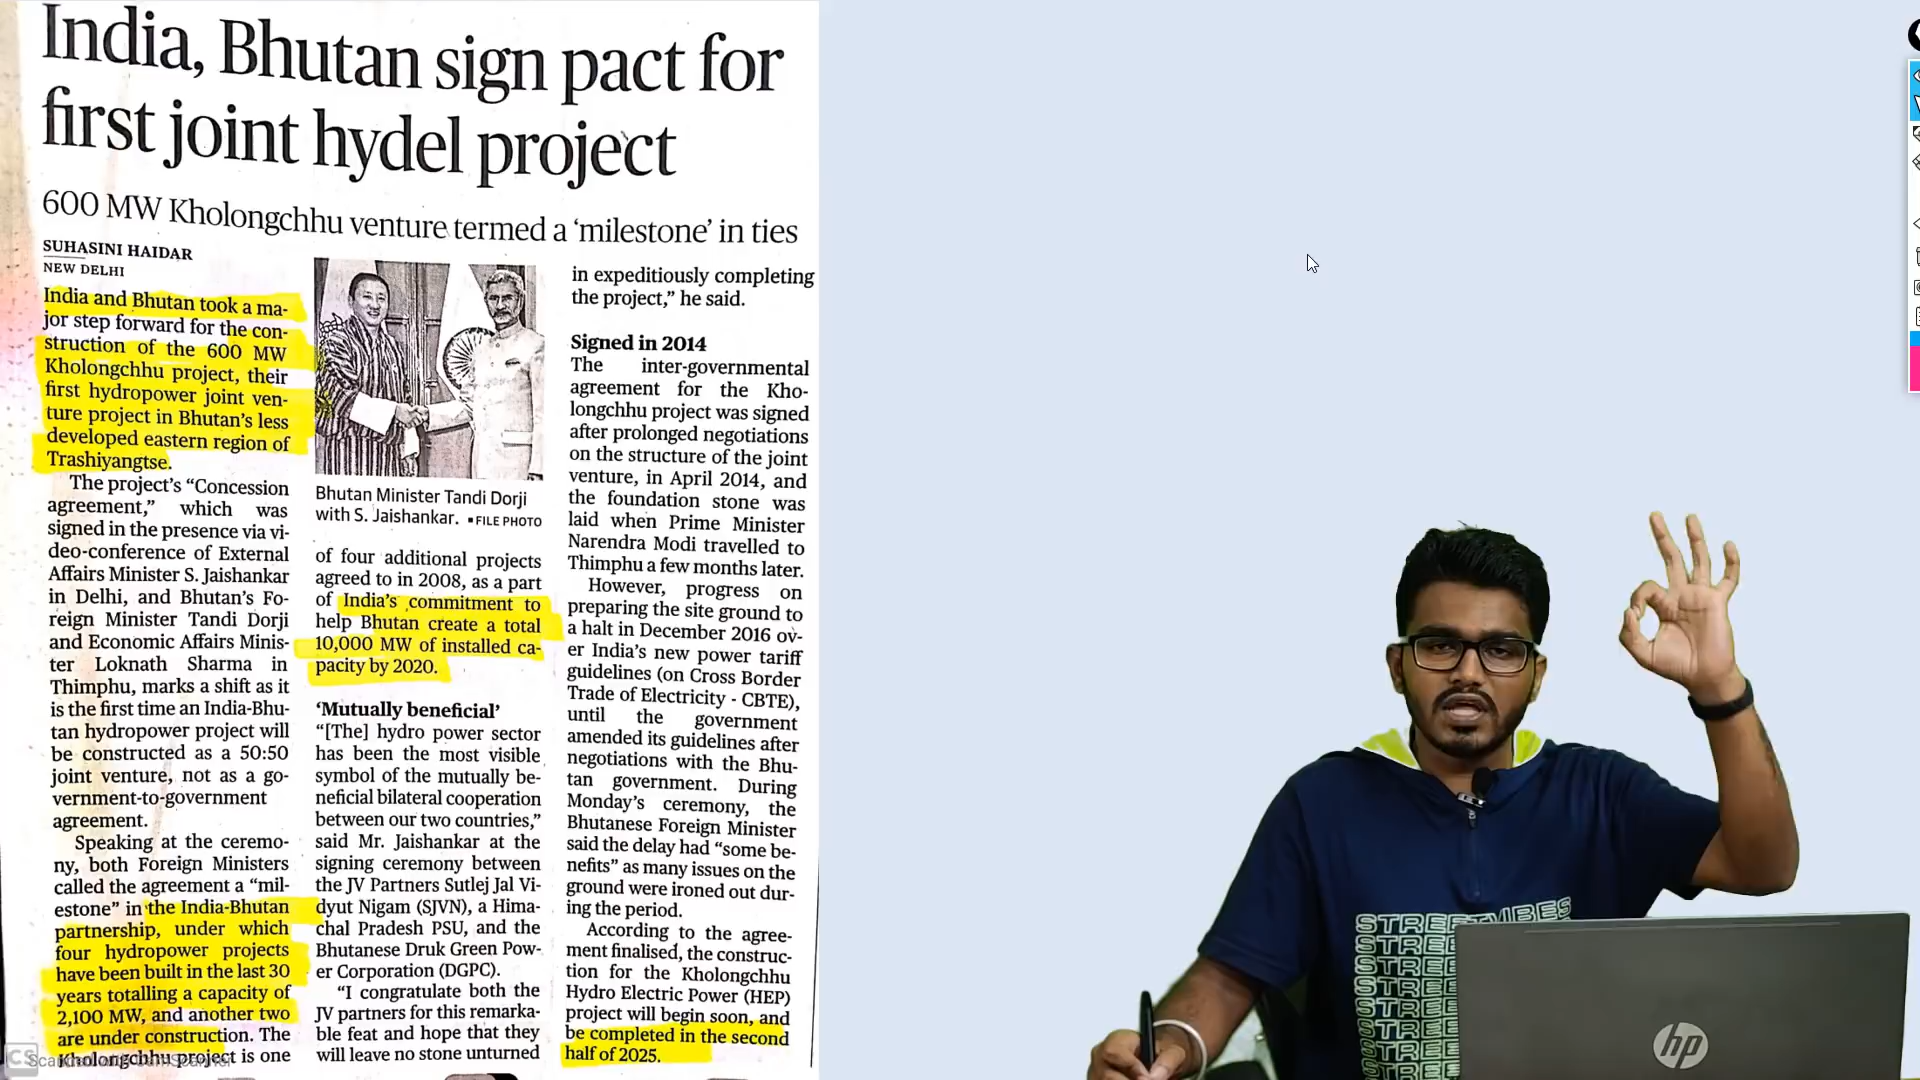 India, Bhutan sign pact for
first joint hydel project
600 MW Kholongchhu venture termed a ‘milestone’ in ties
SUHASINI HAIDAR
NEW DELHI
India and Bhutan took a ma-
jor step forward for the con-
struction of the 600 MW
Kholongchhu project, their
first hydropower joint ven-
ture project in Bhutan’s less
developed eastern region of
Trashiyangtse.
The project’s “Concession
agreement,” which was
signed in the presence via vi-
deo-conference of External
Affairs Minister S. Jaishankar
in Delhi, and Bhutan’s Fo-
reign Minister Tandi Dorji
and Economic Affairs Minis-
ter Loknath Sharma in
Thimphu, marks a shift as it
is the first time an India-Bhu-
tan hydropower project will
be constructed as a 50:50
joint venture, not as a go-
vernment-to-government
agreement.
Speaking at the ceremo-
ny, both Foreign Ministers
called the agreement a “mil-
estone” in the India-Bhutan
partnership, under which
four hydropower projects
have been built in the last 30
years totalling a capacity of
2,100 MW, and another two
are under construction. The
Kholongchhu project is one
Bhutan Minister Tandi Dorji
with S. Jaishankar. ▪ FILE PHOTO
of four additional projects
agreed to in 2008, as a part
of India’s commitment to
help Bhutan create a total
10,000 MW of installed ca-
pacity by 2020.
‘Mutually beneficial’
“[The] hydro power sector
has been the most visible
symbol of the mutually be-
neficial bilateral cooperation
between our two countries,”
said Mr. Jaishankar at the
signing ceremony between
the JV Partners Sutlej Jal Vi-
dyut Nigam (SJVN), a Hima-
chal Pradesh PSU, and the
Bhutanese Druk Green Pow-
er Corporation (DGPC).
“I congratulate both the
JV partners for this remarka-
ble feat and hope that they
will leave no stone unturned
in expeditiously completing
the project,” he said.
Signed in 2014
The inter-governmental
agreement for the Kho-
longchhu project was signed
after prolonged negotiations
on the structure of the joint
venture, in April 2014, and
the foundation stone was
laid when Prime Minister
Narendra Modi travelled to
Thimphu a few months later.
However, progress on
preparing the site ground to
a halt in December 2016 ov-
er India’s new power tariff
guidelines (on Cross Border
Trade of Electricity - CBTE),
until the government
amended its guidelines after
negotiations with the Bhu-
tan government. During
Monday’s ceremony, the
Bhutanese Foreign Minister
said the delay had “some be-
nefits” as many issues on the
ground were ironed out dur-
ing the period.
According to the agree-
ment finalised, the construc-
tion for the Kholongchhu
Hydro Electric Power (HEP)
project will begin soon, and
be completed in the second
half of 2025.
CS Scanned with CamScanner
STREETVIBES
hp